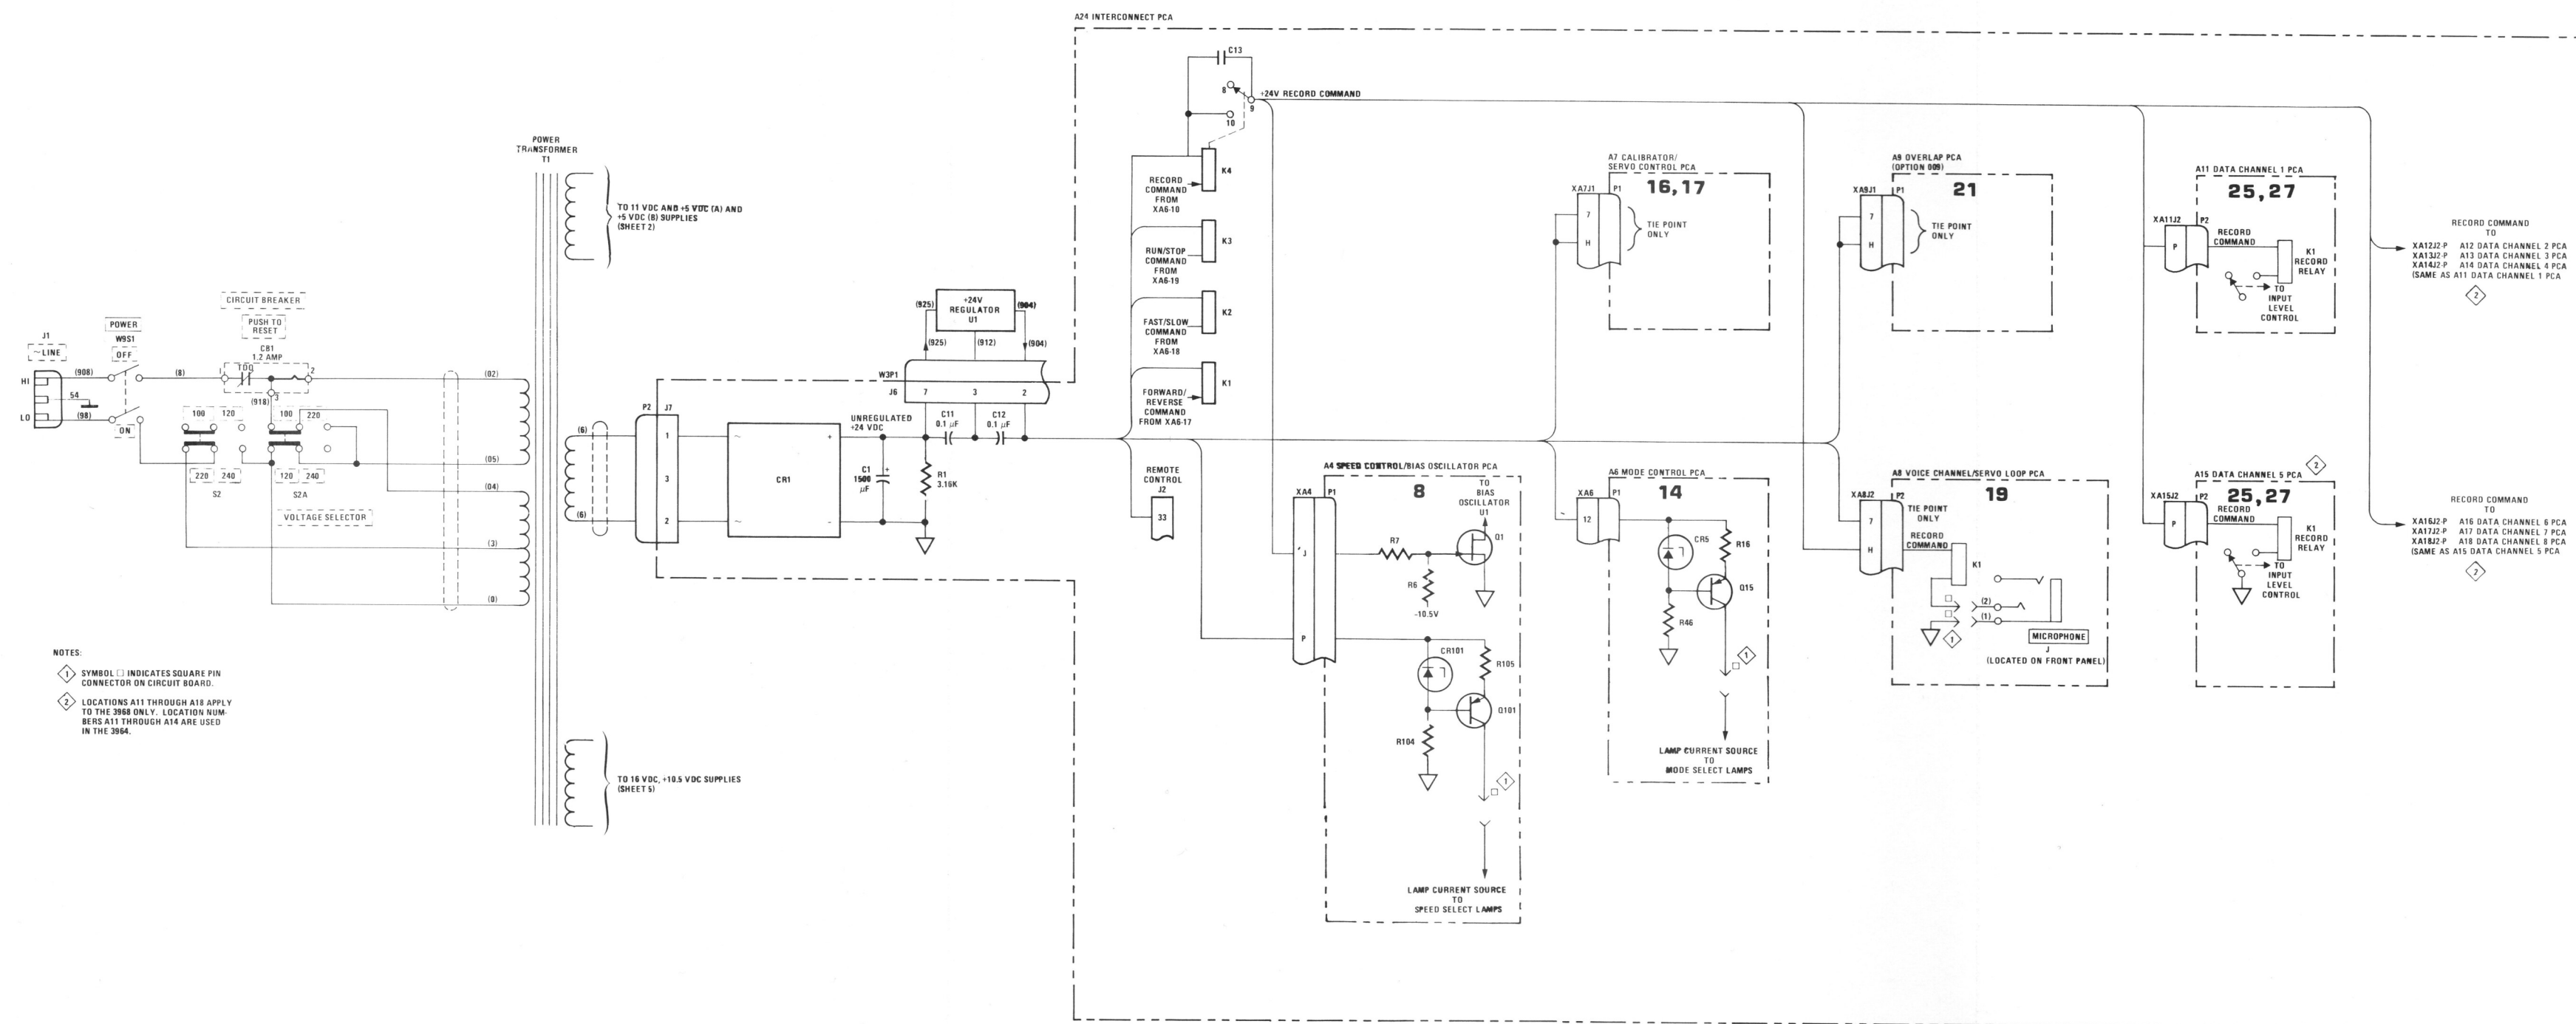 A24 INTERCONNECT PCA
C13
8
9
10
+24V RECORD COMMAND
POWER
TRANSFORMER
T1
TO 11 VDC AND +5 VDC (A) AND
+5 VDC (B) SUPPLIES
(SHEET 2)
RECORD
COMMAND
FROM
XA6-10
K4
RUN/STOP
COMMAND
FROM
XA6-19
K3
FAST/SLOW
COMMAND
FROM
XA6-18
K2
FORWARD/
REVERSE
COMMAND
FROM XA6-17
K1
A7 CALIBRATOR/
SERVO CONTROL PCA
XA7J1
P1
16,17
7
H
TIE POINT
ONLY
A9 OVERLAP PCA
(OPTION 009)
XA9J1
P1
21
7
H
TIE POINT
ONLY
A11 DATA CHANNEL 1 PCA
25,27
XA11J2
P2
P
RECORD
COMMAND
K1
RECORD
RELAY
TO
INPUT
LEVEL
CONTROL
RECORD COMMAND
TO
XA12J2-P A12 DATA CHANNEL 2 PCA
XA13J2-P A13 DATA CHANNEL 3 PCA
XA14J2-P A14 DATA CHANNEL 4 PCA
(SAME AS A11 DATA CHANNEL 1 PCA
2
J1
~LINE
HI
LO
(908)
54
(98)
POWER
W9S1
OFF
ON
(8)
CIRCUIT BREAKER
PUSH TO
RESET
CB1
1.2 AMP
2
3
(918)
(02)
100 120
100 220
220 240
S2
120 240
S2A
VOLTAGE SELECTOR
(05)
(04)
(3)
(0)
(6)
(6)
P2
J7
1
3
2
~
~
+
-
CR1
UNREGULATED
+24 VDC
C1
1500
µF
+
R1
3.16K
+24V
REGULATOR
U1
(925)
(904)
(925)
(912)
(904)
W3P1
J6
7
3
2
C11
0.1 µF
C12
0.1 µF
REMOTE
CONTROL
J2
33
A4 SPEED CONTROL/BIAS OSCILLATOR PCA
XA4
P1
8
TO
BIAS
OSCILLATOR
U1
J
R7
Q1
R6
-10.5V
P
CR101
R105
Q101
R104
1
LAMP CURRENT SOURCE
TO
SPEED SELECT LAMPS
A6 MODE CONTROL PCA
XA6
P1
14
12
CR5
R16
Q15
R46
1
LAMP CURRENT SOURCE
TO
MODE SELECT LAMPS
A8 VOICE CHANNEL/SERVO LOOP PCA
XA8J2
P2
19
TIE POINT
ONLY
7
H
RECORD
COMMAND
K1
(2)
(1)
1
MICROPHONE
J
(LOCATED ON FRONT PANEL)
A15 DATA CHANNEL 5 PCA
2
XA15J2
P2
25,27
P
RECORD
COMMAND
K1
RECORD
RELAY
TO
INPUT
LEVEL
CONTROL
RECORD COMMAND
TO
XA16J2-P A16 DATA CHANNEL 6 PCA
XA17J2-P A17 DATA CHANNEL 7 PCA
XA18J2-P A18 DATA CHANNEL 8 PCA
(SAME AS A15 DATA CHANNEL 5 PCA
2
NOTES:
1 SYMBOL □ INDICATES SQUARE PIN
CONNECTOR ON CIRCUIT BOARD.
2 LOCATIONS A11 THROUGH A18 APPLY
TO THE 3968 ONLY. LOCATION NUM-
BERS A11 THROUGH A14 ARE USED
IN THE 3964.
TO 16 VDC, +10.5 VDC SUPPLIES
(SHEET 5)